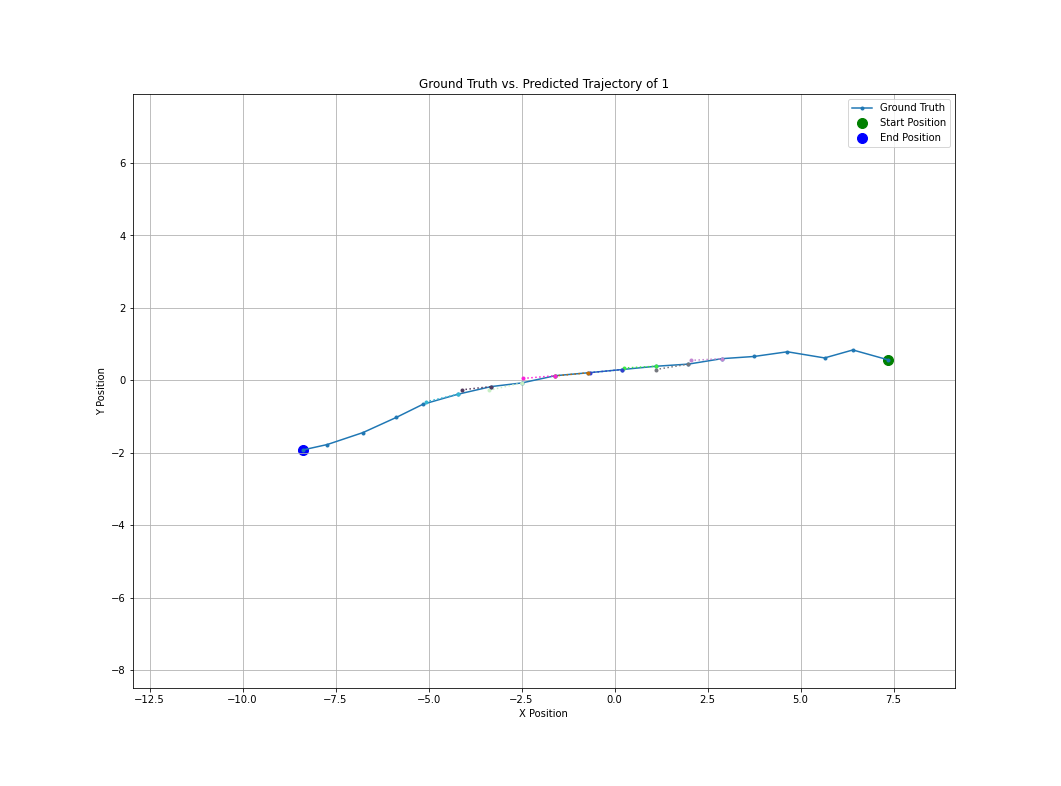 Ground Truth vs. Predicted Trajectory of 1
Ground Truth
Start Position
End Position
6
4
2
0
−2
−4
−6
−8
Y Position
−12.5 −10.0 −7.5 −5.0 −2.5 0.0 2.5 5.0 7.5
X Position